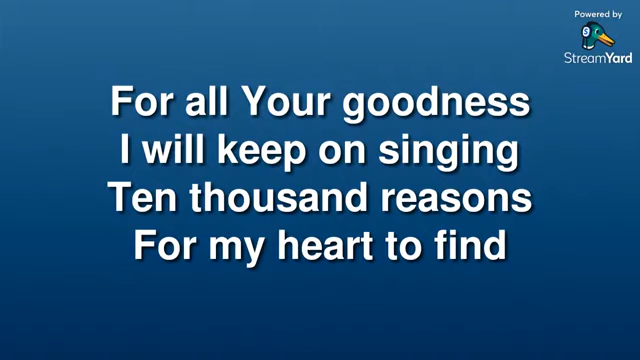 Powered by
StreamYard
For all Your goodness
I will keep on singing
Ten thousand reasons
For my heart to find